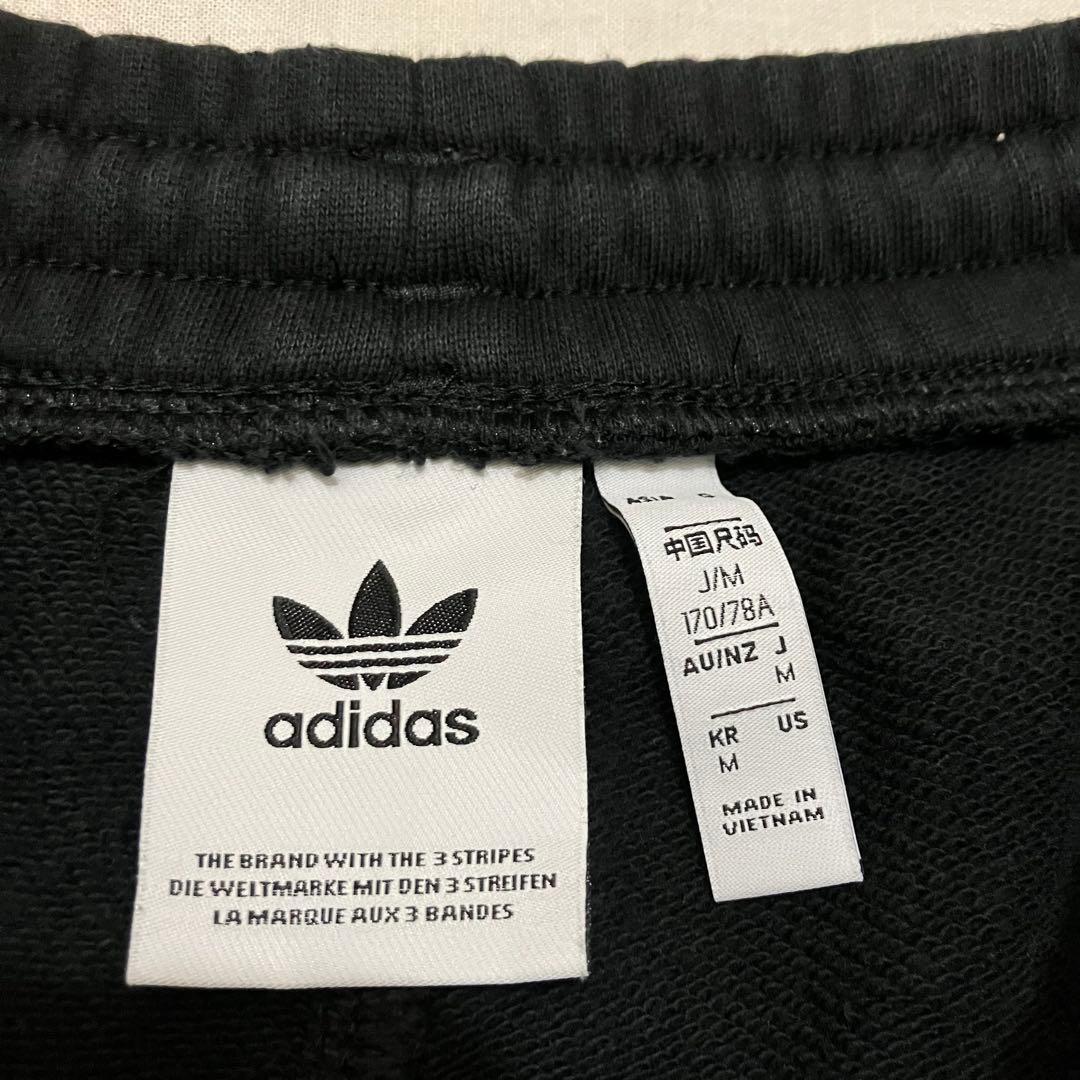 adidas
THE BRAND WITH THE 3 STRIPES
DIE WELTMARKE MIT DEN 3 STREIFEN
LA MARQUE AUX 3 BANDES
中国尺码
J/M
170/78A
AU/NZ J
M
KR US
M
MADE IN
VIETNAM